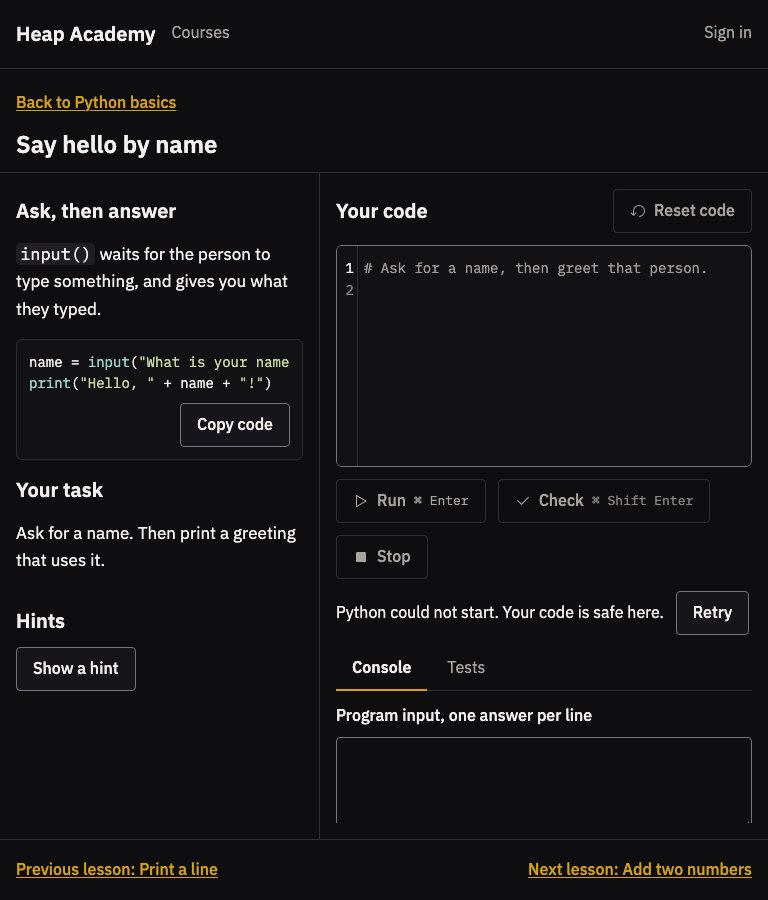 Heap Academy Courses Sign in
Back to Python basics
Say hello by name
Ask, then answer
input() waits for the person to
type something, and gives you what
they typed.
name = input("What is your name
print("Hello, " + name + "!")
Copy code
Your task
Ask for a name. Then print a greeting
that uses it.
Hints
Show a hint
Your code
Reset code
1 # Ask for a name, then greet that person.
2
Run ⌘ Enter
Check ⌘ Shift Enter
Stop
Python could not start. Your code is safe here. Retry
Console Tests
Program input, one answer per line
Previous lesson: Print a line
Next lesson: Add two numbers